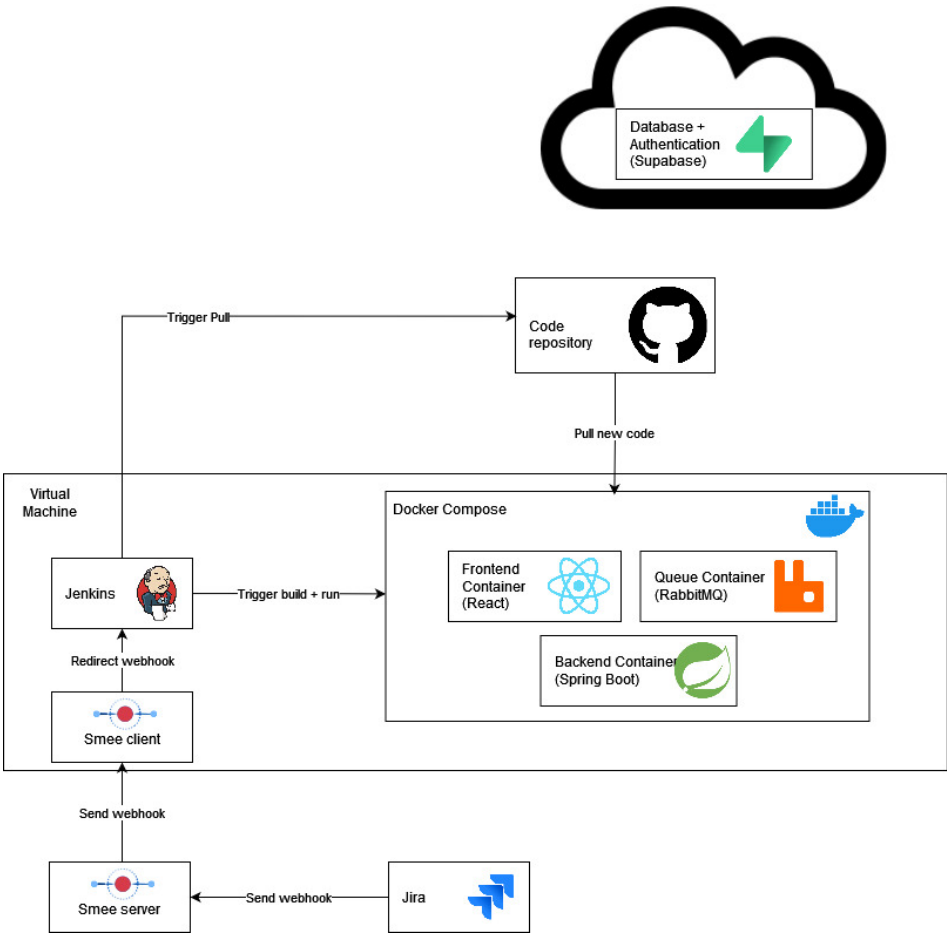 Database +
Authentication
(Supabase)
Trigger Pull
Code
repository
Pull new code
Virtual
Machine
Docker Compose
Jenkins
Trigger build + run
Frontend
Container
(React)
Queue Container
(RabbitMQ)
Redirect webhook
Backend Container
(Spring Boot)
Smee client
Send webhook
Smee server
Send webhook
Jira